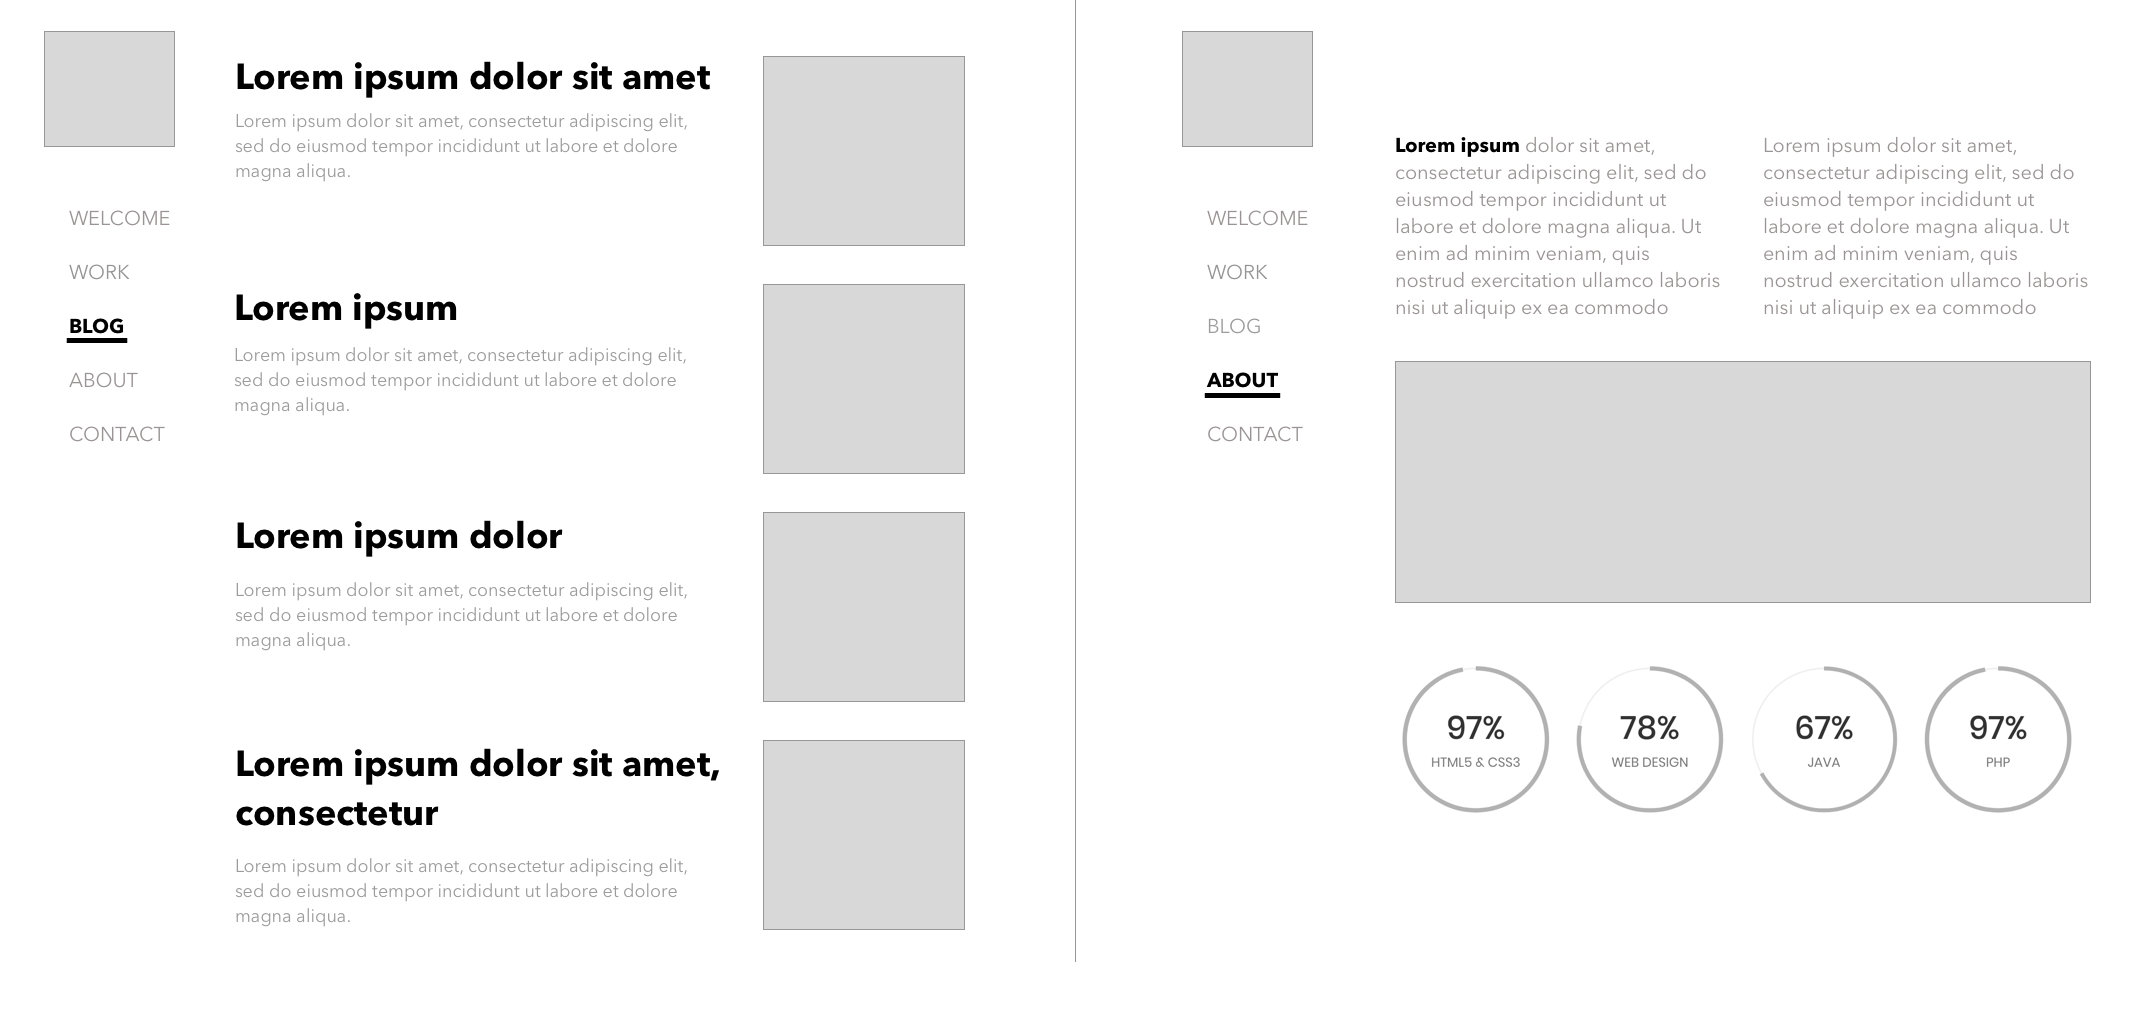 WELCOME
WORK
BLOG
ABOUT
CONTACT
Lorem ipsum dolor sit amet
Lorem ipsum dolor sit amet, consectetur adipiscing elit,
sed do eiusmod tempor incididunt ut labore et dolore
magna aliqua.
Lorem ipsum
Lorem ipsum dolor sit amet, consectetur adipiscing elit,
sed do eiusmod tempor incididunt ut labore et dolore
magna aliqua.
Lorem ipsum dolor
Lorem ipsum dolor sit amet, consectetur adipiscing elit,
sed do eiusmod tempor incididunt ut labore et dolore
magna aliqua.
Lorem ipsum dolor sit amet,
consectetur
Lorem ipsum dolor sit amet, consectetur adipiscing elit,
sed do eiusmod tempor incididunt ut labore et dolore
magna aliqua.
WELCOME
WORK
BLOG
ABOUT
CONTACT
Lorem ipsum dolor sit amet,
consectetur adipiscing elit, sed do
eiusmod tempor incididunt ut
labore et dolore magna aliqua. Ut
enim ad minim veniam, quis
nostrud exercitation ullamco laboris
nisi ut aliquip ex ea commodo
Lorem ipsum dolor sit amet,
consectetur adipiscing elit, sed do
eiusmod tempor incididunt ut
labore et dolore magna aliqua. Ut
enim ad minim veniam, quis
nostrud exercitation ullamco laboris
nisi ut aliquip ex ea commodo
97%
HTML5 & CSS3
78%
WEB DESIGN
67%
JAVA
97%
PHP